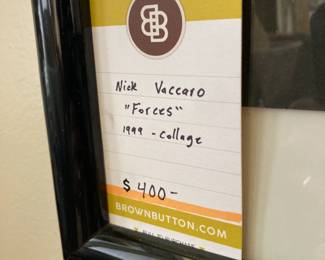 Nick Vaccaro
"Forces"
1999 - collage
$400-
BROWNBUTTON.COM